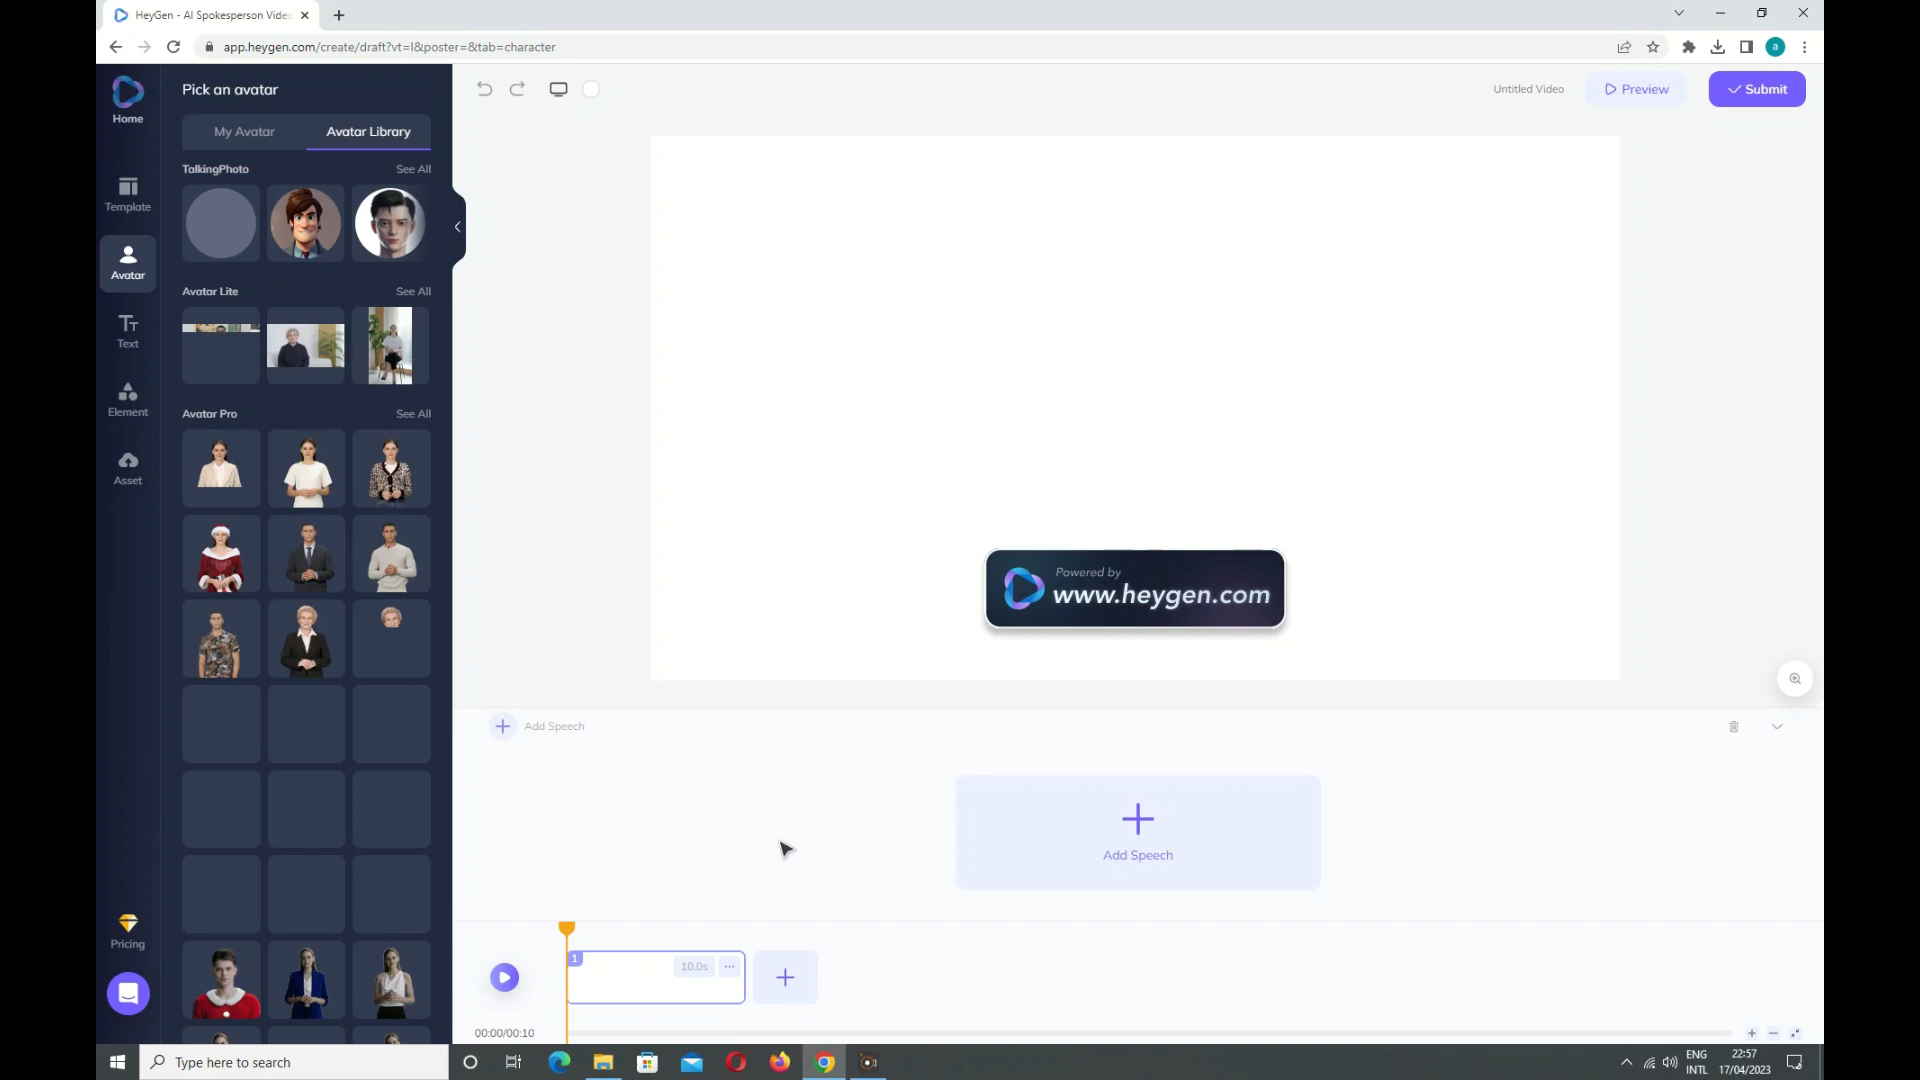 HeyGen - AI Spokesperson Vide
app.heygen.com/create/draft?vt=l&poster=&tab=character
a
Home
Template
Avatar
Text
Element
Asset
Pricing
Pick an avatar
My Avatar
Avatar Library
TalkingPhoto
See All
Avatar Lite
See All
Avatar Pro
See All
Untitled Video
Preview
Submit
Powered by
www.heygen.com
Add Speech
Add Speech
1
10.0s
00:00/00:10
Type here to search
ENG
INTL
22:57
17/04/2023